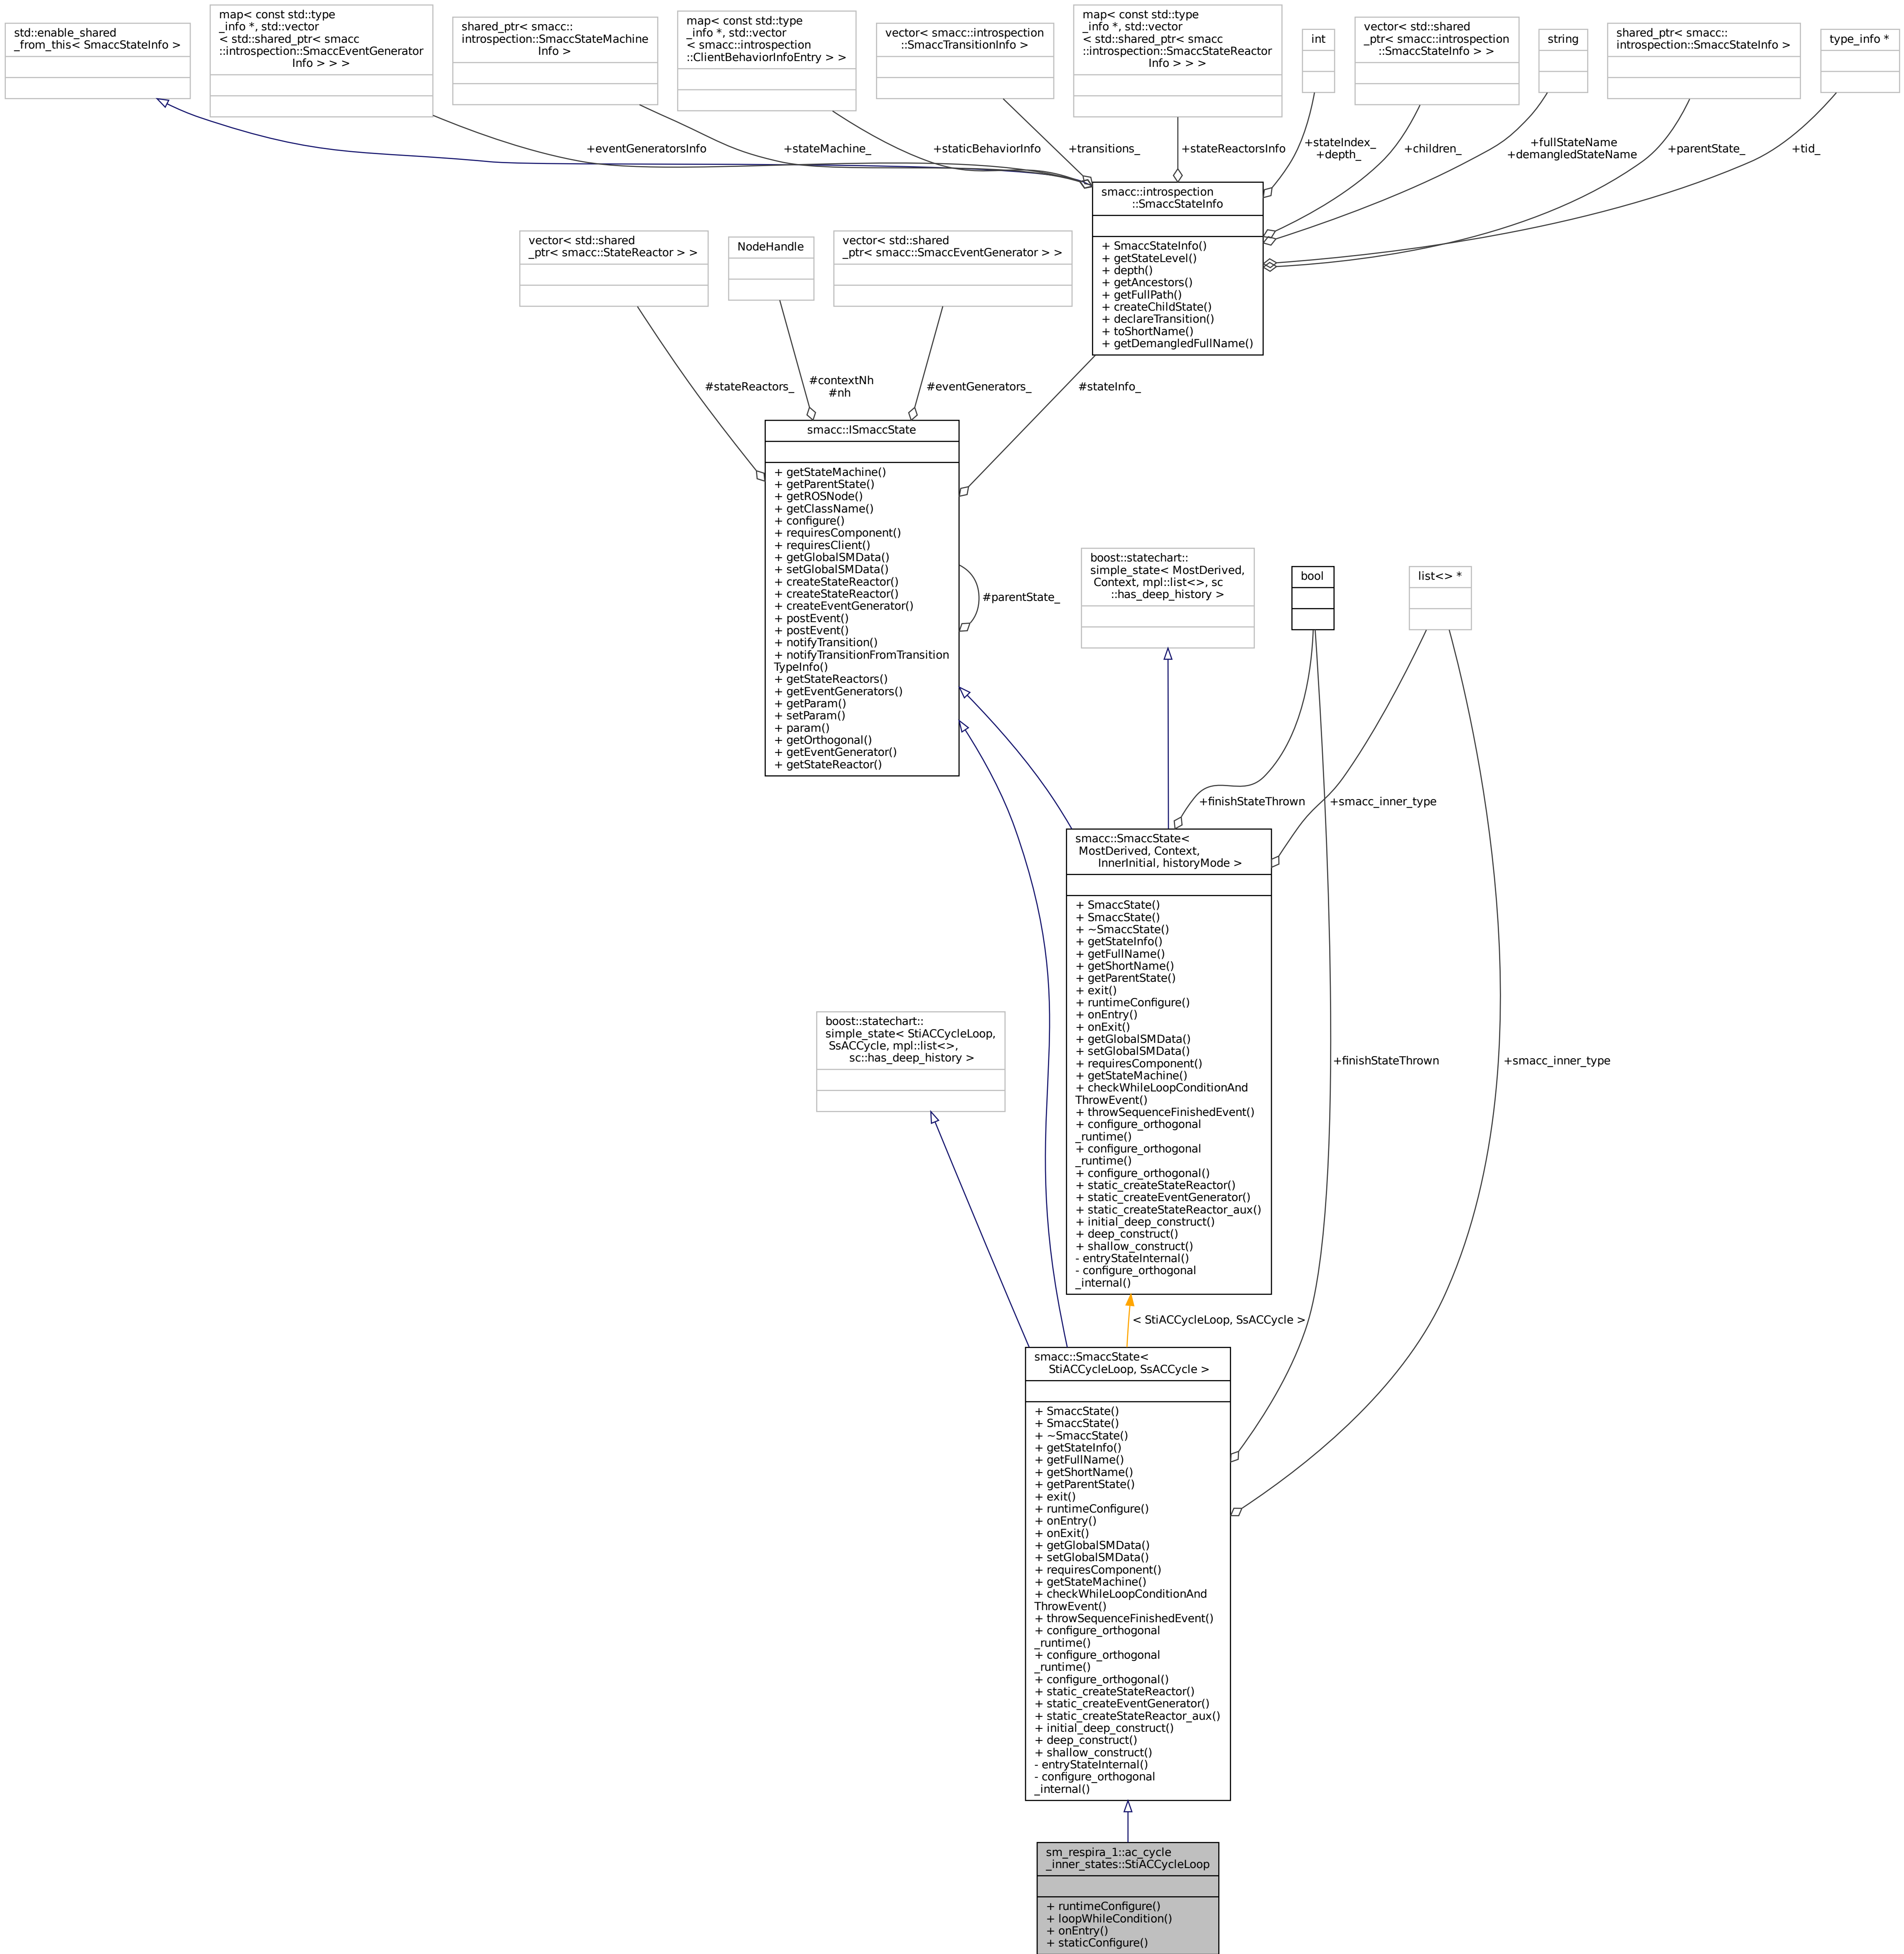 std::enable_shared
_from_this< SmaccStateInfo >
map< const std::type
_info *, std::vector
< std::shared_ptr< smacc
::introspection::SmaccEventGenerator
Info > > >
shared_ptr< smacc::
introspection::SmaccStateMachine
Info >
map< const std::type
_info *, std::vector
< smacc::introspection
::ClientBehaviorInfoEntry > >
vector< smacc::introspection
::SmaccTransitionInfo >
map< const std::type
_info *, std::vector
< std::shared_ptr< smacc
::introspection::SmaccStateReactor
Info > > >
int
vector< std::shared
_ptr< smacc::introspection
::SmaccStateInfo > >
string
shared_ptr< smacc::
introspection::SmaccStateInfo >
type_info *
+eventGeneratorsInfo
+stateMachine_
+staticBehaviorInfo
+transitions_
+stateReactorsInfo
+stateIndex_
+depth_
+children_
+fullStateName
+demangledStateName
+parentState_
+tid_
smacc::introspection
::SmaccStateInfo
+ SmaccStateInfo()
+ getStateLevel()
+ depth()
+ getAncestors()
+ getFullPath()
+ createChildState()
+ declareTransition()
+ toShortName()
+ getDemangledFullName()
vector< std::shared
_ptr< smacc::StateReactor > >
NodeHandle
vector< std::shared
_ptr< smacc::SmaccEventGenerator > >
#stateReactors_
#contextNh
#nh
#eventGenerators_
#stateInfo_
smacc::ISmaccState
+ getStateMachine()
+ getParentState()
+ getROSNode()
+ getClassName()
+ configure()
+ requiresComponent()
+ requiresClient()
+ getGlobalSMData()
+ setGlobalSMData()
+ createStateReactor()
+ createStateReactor()
+ createEventGenerator()
+ postEvent()
+ postEvent()
+ notifyTransition()
+ notifyTransitionFromTransition
TypeInfo()
+ getStateReactors()
+ getEventGenerators()
+ getParam()
+ setParam()
+ param()
+ getOrthogonal()
+ getEventGenerator()
+ getStateReactor()
#parentState_
boost::statechart::
simple_state< MostDerived,
Context, mpl::list<>, sc
::has_deep_history >
bool
list<> *
+finishStateThrown
+smacc_inner_type
smacc::SmaccState<
MostDerived, Context,
InnerInitial, historyMode >
+ SmaccState()
+ SmaccState()
+ ~SmaccState()
+ getStateInfo()
+ getFullName()
+ getShortName()
+ getParentState()
+ exit()
+ runtimeConfigure()
+ onEntry()
+ onExit()
+ getGlobalSMData()
+ setGlobalSMData()
+ requiresComponent()
+ getStateMachine()
+ checkWhileLoopConditionAnd
ThrowEvent()
+ throwSequenceFinishedEvent()
+ configure_orthogonal
_runtime()
+ configure_orthogonal
_runtime()
+ configure_orthogonal()
+ static_createStateReactor()
+ static_createEventGenerator()
+ static_createStateReactor_aux()
+ initial_deep_construct()
+ deep_construct()
+ shallow_construct()
- entryStateInternal()
- configure_orthogonal
_internal()
boost::statechart::
simple_state< StiACCycleLoop,
SsACCycle, mpl::list<>,
sc::has_deep_history >
+finishStateThrown
+smacc_inner_type
< StiACCycleLoop, SsACCycle >
smacc::SmaccState<
StiACCycleLoop, SsACCycle >
+ SmaccState()
+ SmaccState()
+ ~SmaccState()
+ getStateInfo()
+ getFullName()
+ getShortName()
+ getParentState()
+ exit()
+ runtimeConfigure()
+ onEntry()
+ onExit()
+ getGlobalSMData()
+ setGlobalSMData()
+ requiresComponent()
+ getStateMachine()
+ checkWhileLoopConditionAnd
ThrowEvent()
+ throwSequenceFinishedEvent()
+ configure_orthogonal
_runtime()
+ configure_orthogonal
_runtime()
+ configure_orthogonal()
+ static_createStateReactor()
+ static_createEventGenerator()
+ static_createStateReactor_aux()
+ initial_deep_construct()
+ deep_construct()
+ shallow_construct()
- entryStateInternal()
- configure_orthogonal
_internal()
sm_respira_1::ac_cycle
_inner_states::StiACCycleLoop
+ runtimeConfigure()
+ loopWhileCondition()
+ onEntry()
+ staticConfigure()